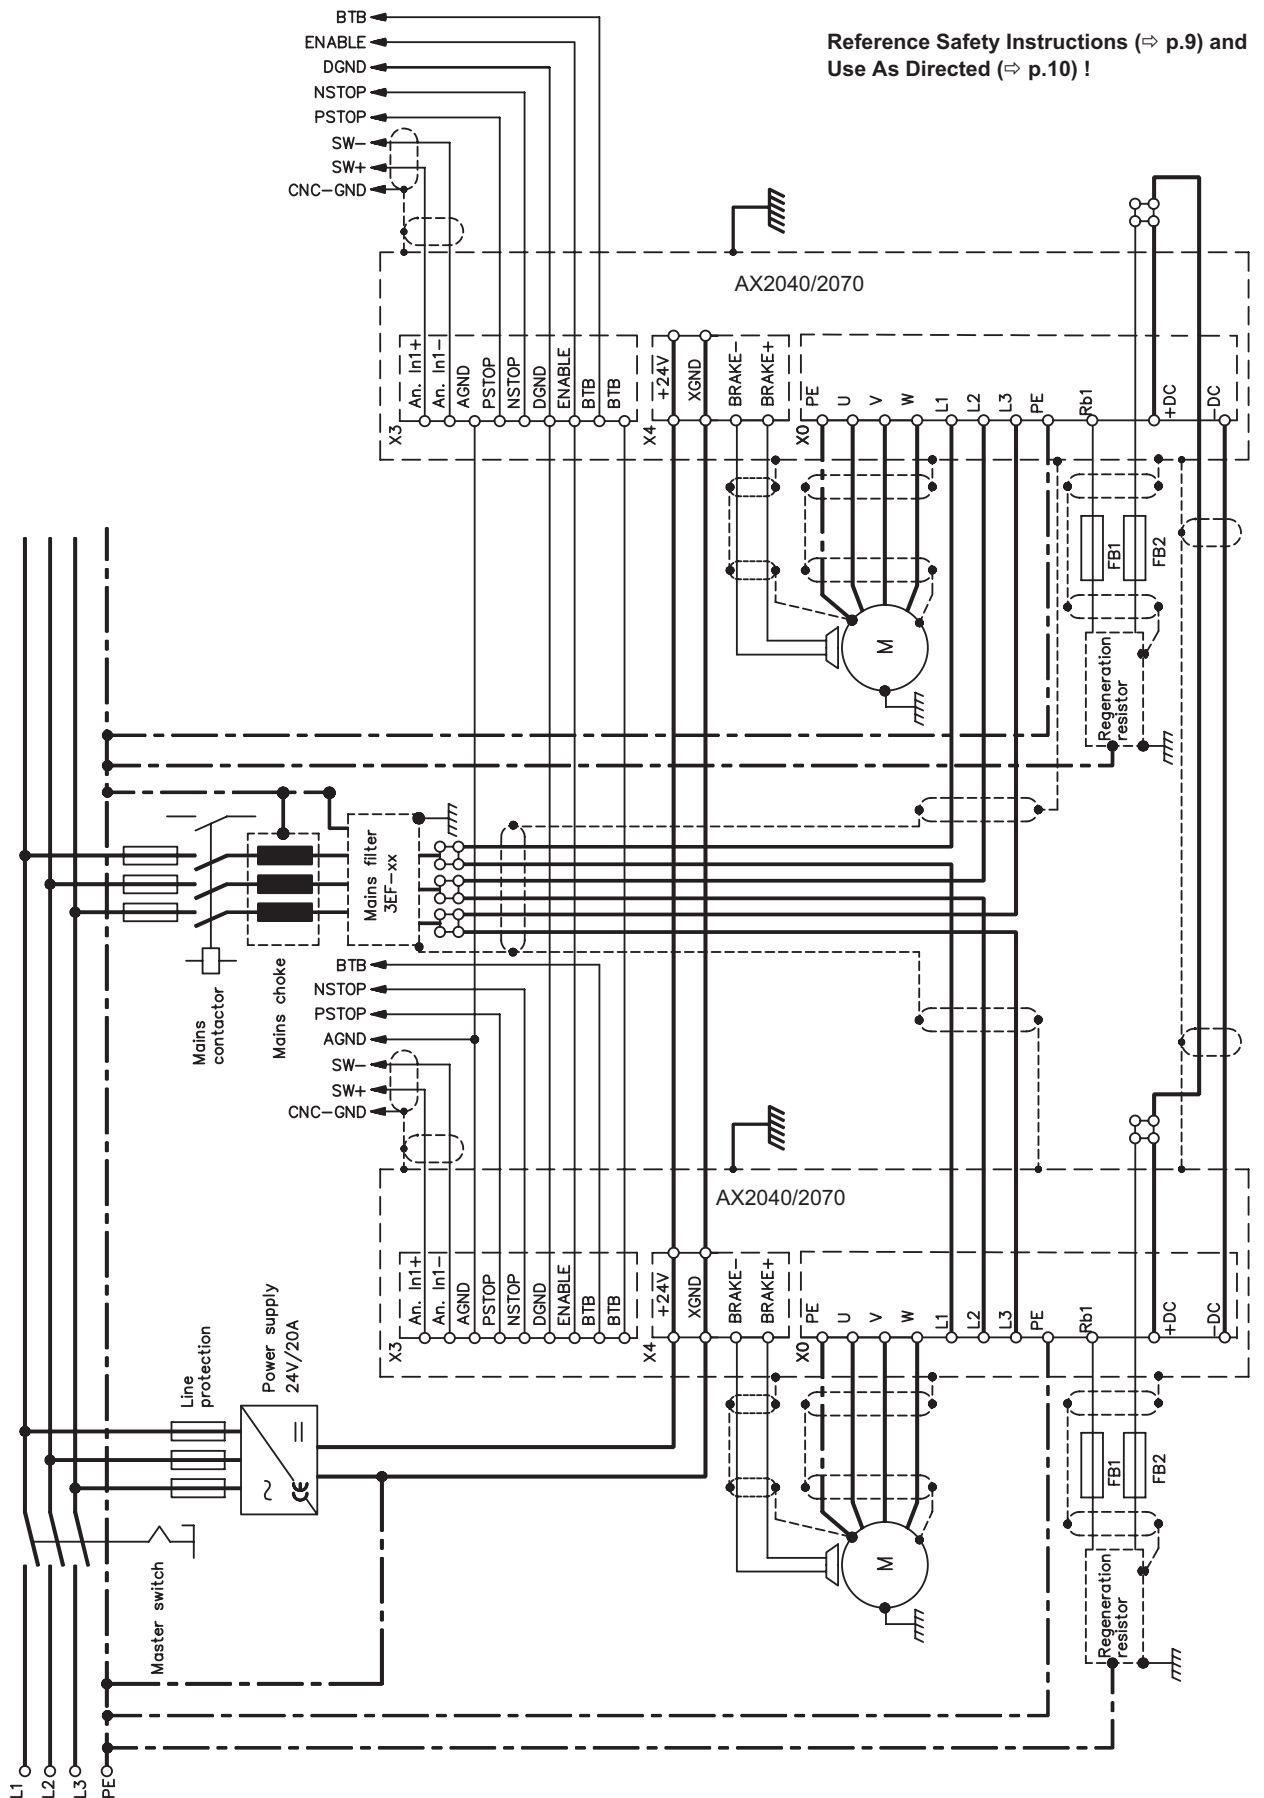 BTB
ENABLE
DGND
NSTOP
PSTOP
SW-
SW+
CNC-GND
Reference Safety Instructions (⇨ p.9) and
Use As Directed (⇨ p.10) !
AX2040/2070
X3
An. In1+
An. In1-
AGND
PSTOP
NSTOP
DGND
ENABLE
BTB
BTB
X4
+24V
XGND
BRAKE-
BRAKE+
X0
PE
U
V
W
L1
L2
L3
PE
Rb1
+DC
-DC
FB1
FB2
M
Regeneration
resistor
Mains filter
3EF-xx
Mains
contactor
Mains choke
BTB
NSTOP
PSTOP
AGND
SW-
SW+
CNC-GND
AX2040/2070
X3
An. In1+
An. In1-
AGND
PSTOP
NSTOP
DGND
ENABLE
BTB
BTB
X4
+24V
XGND
BRAKE-
BRAKE+
X0
PE
U
V
W
L1
L2
L3
PE
Rb1
+DC
-DC
Line
protection
Power supply
24V/20A
CE
FB1
FB2
M
Regeneration
resistor
Master switch
L1
L2
L3
PE